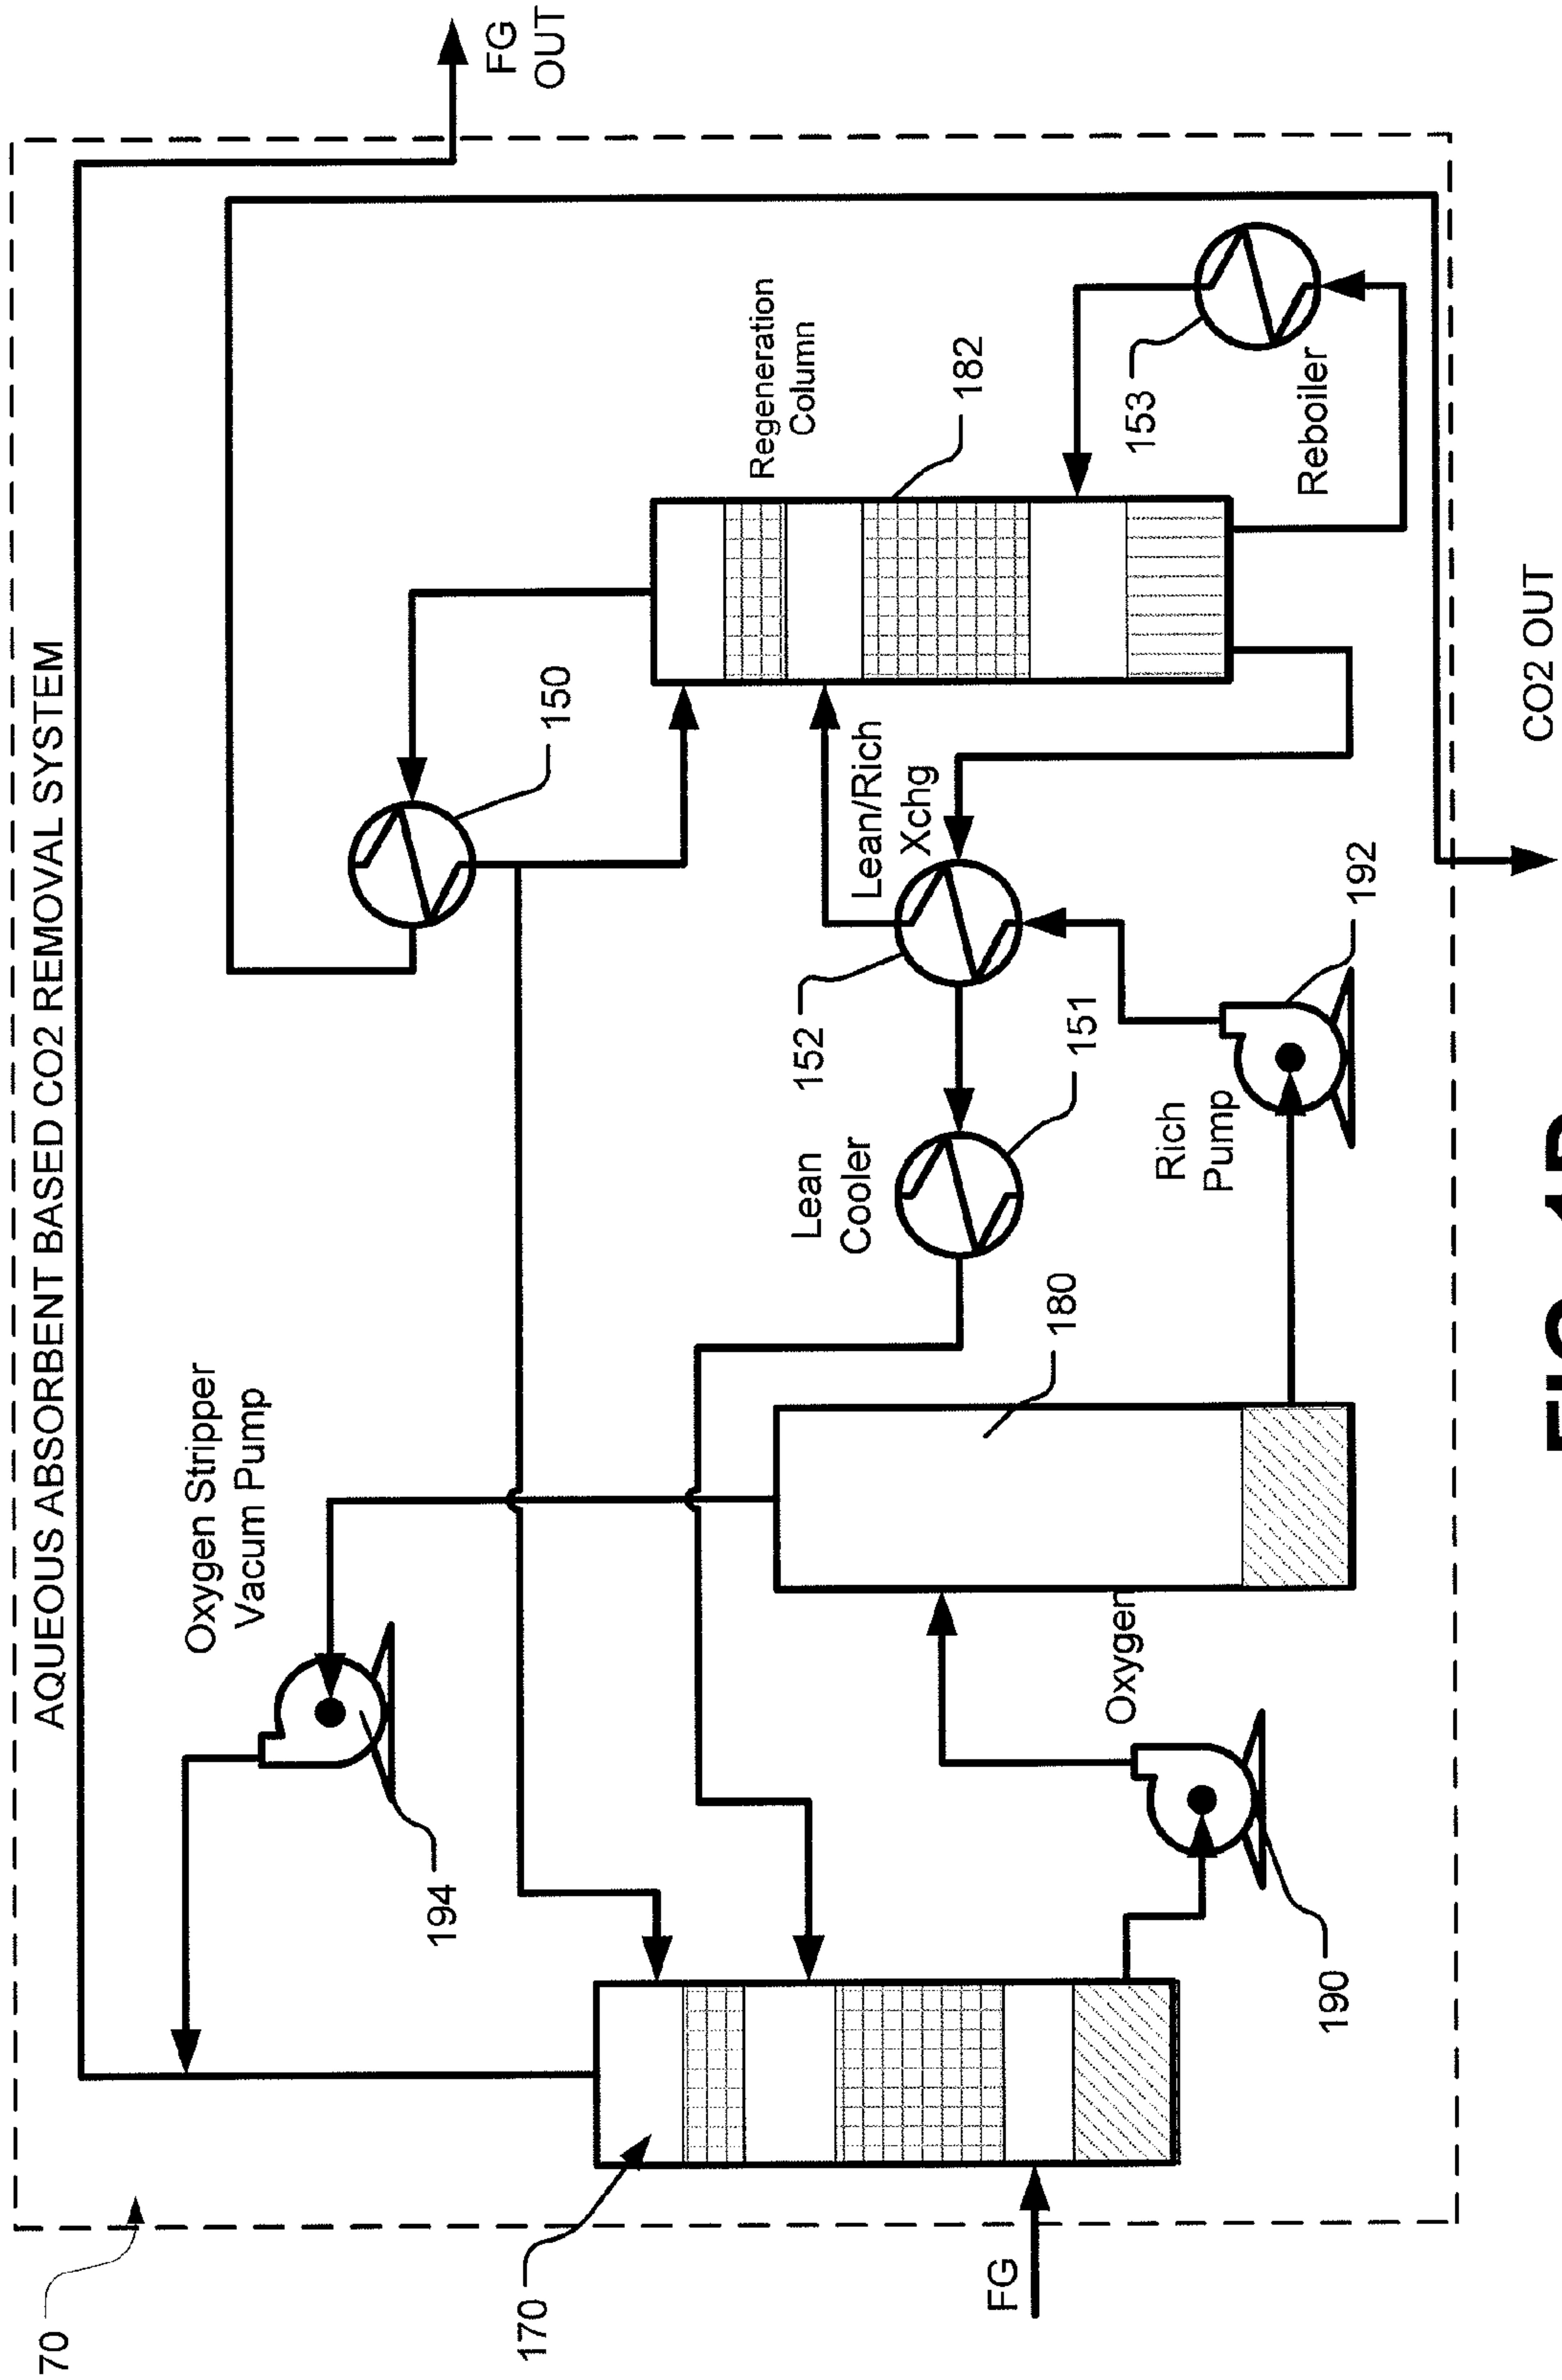 70
AQUEOUS ABSORBENT BASED CO2 REMOVAL SYSTEM
Oxygen Stripper
Vacum Pump
194
FG
OUT
150
170
Regeneration
Column
182
Lean
Cooler
152
Lean/Rich
Xchg
180
151
153
FG
Oxygen
Rich
Pump
Reboiler
190
192
CO2 OUT
FIG